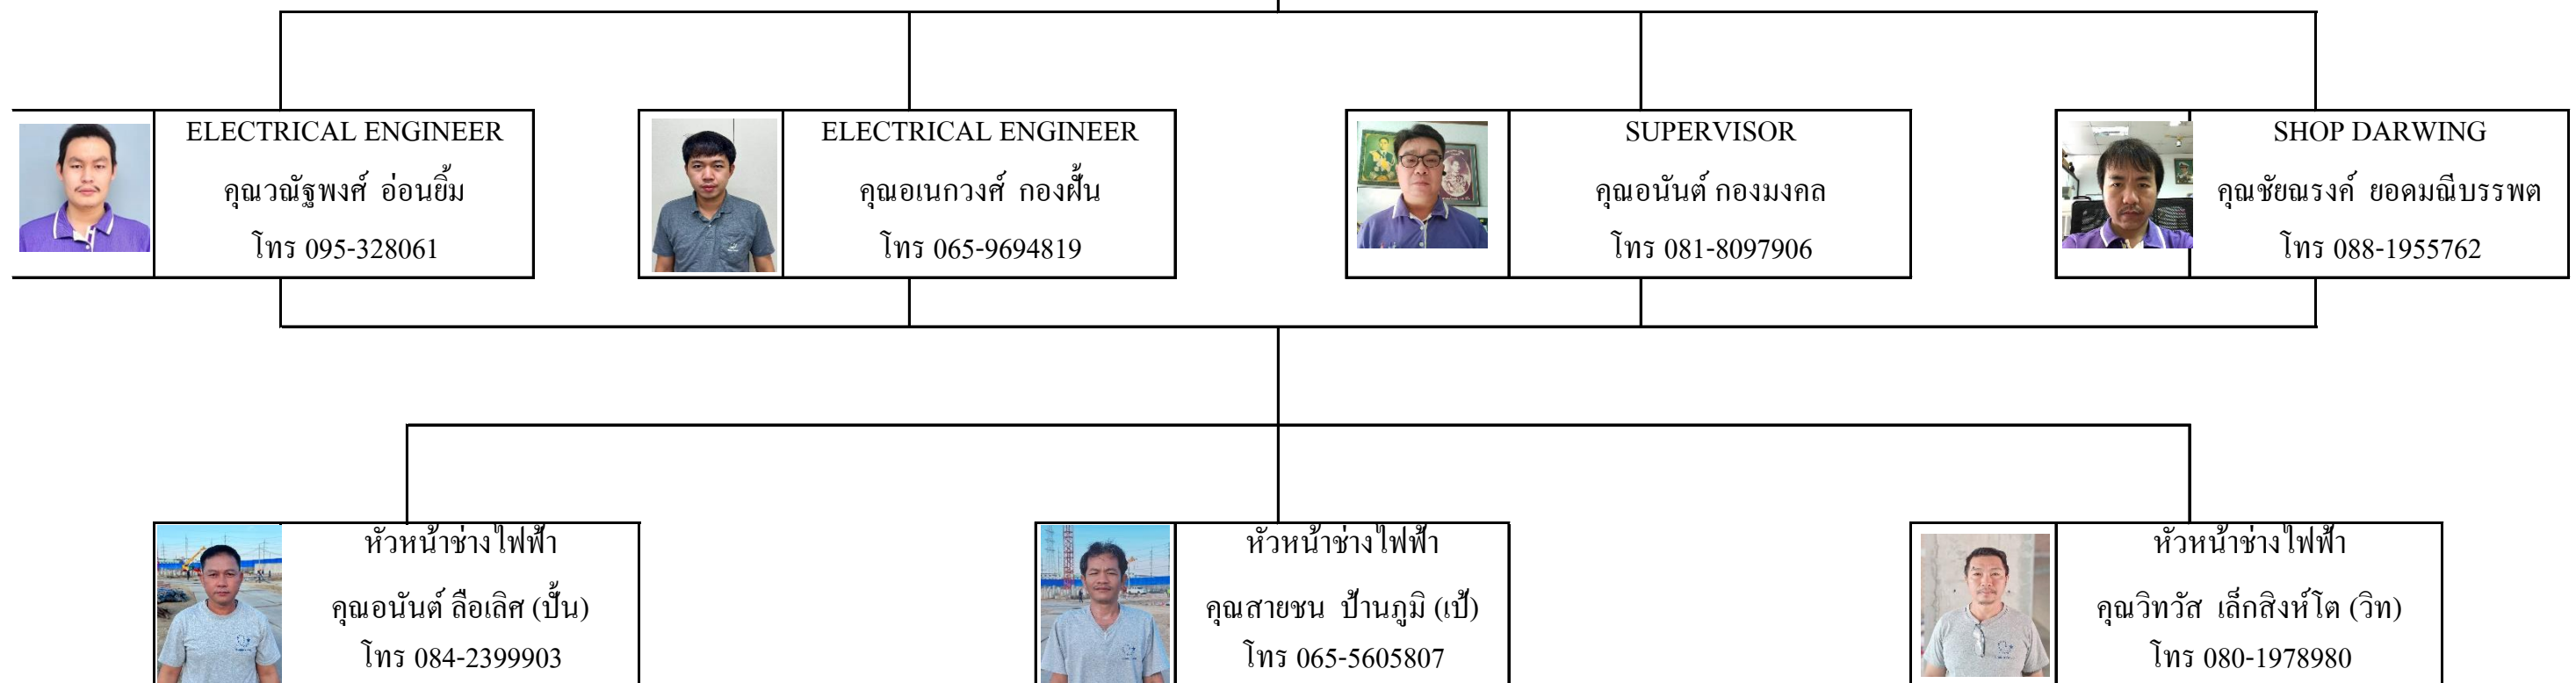 ELECTRICAL ENGINEER
คุณวณัฐพงศ์ อ่อนยิ้ม
โทร 095-328061
ELECTRICAL ENGINEER
คุณอเนกวงศ์ กองฝั้น
โทร 065-9694819
SUPERVISOR
คุณอนันต์ กองมงคล
โทร 081-8097906
SHOP DARWING
คุณชัยณรงค์ ยอดมณีบรรพต
โทร 088-1955762
หัวหน้าช่างไฟฟ้า
คุณอนันต์ ลือเลิศ (ปั้น)
โทร 084-2399903
หัวหน้าช่างไฟฟ้า
คุณสายชน ป้านภูมิ (เป้)
โทร 065-5605807
หัวหน้าช่างไฟฟ้า
คุณวิทวัส เล็กสิงห์โต (วิท)
โทร 080-1978980